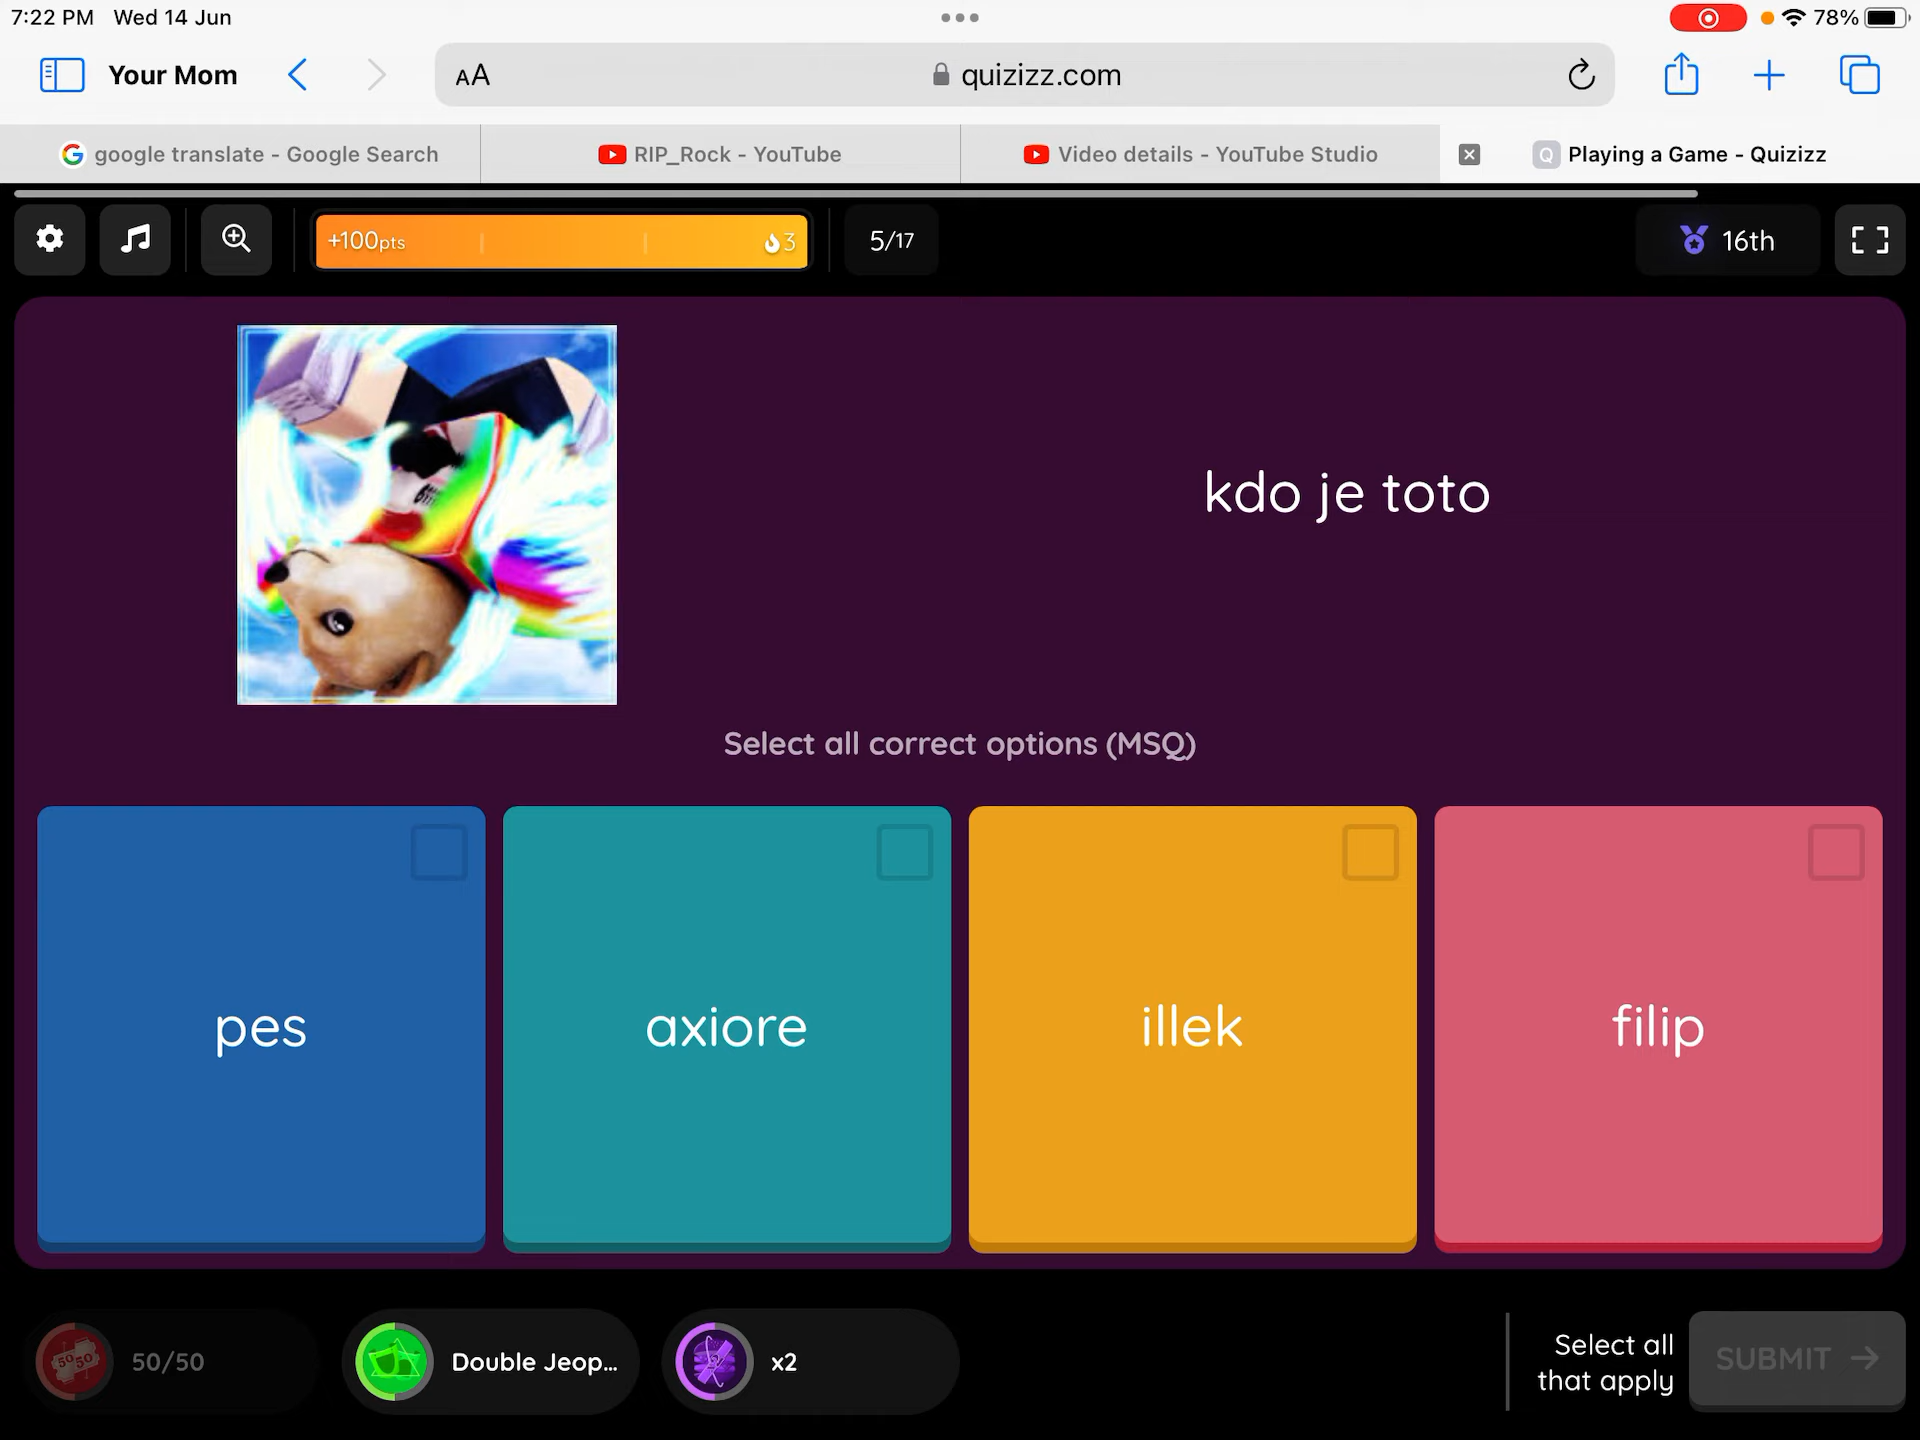 7:22 PM Wed 14 Jun
78%
Your Mom
AA
quizizz.com
google translate - Google Search
RIP_Rock - YouTube
Video details - YouTube Studio
Q Playing a Game - Quizizz
+100pts
3
5/17
16th
kdo je toto
Select all correct options (MSQ)
pes
axiore
illek
filip
50 50
50/50
Double Jeop...
x2
Select all
that apply
SUBMIT